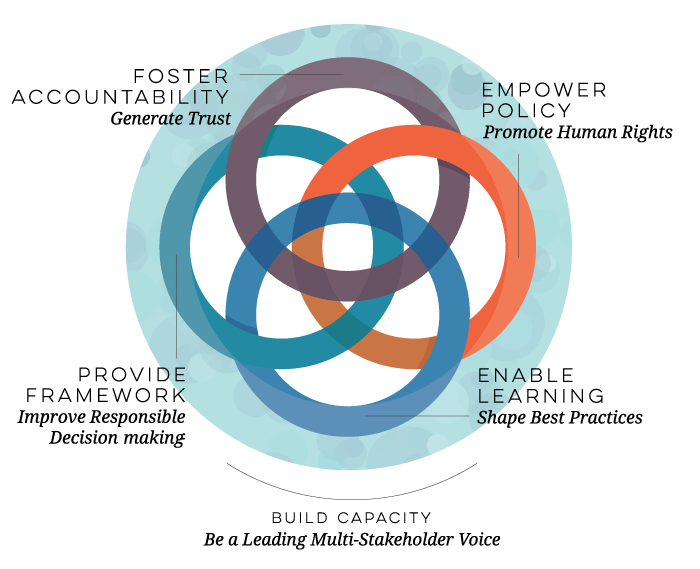 FOSTER
ACCOUNTABILITY
Generate Trust
EMPOWER
POLICY
Promote Human Rights
PROVIDE
FRAMEWORK
Improve Responsible
Decision making
ENABLE
LEARNING
Shape Best Practices
BUILD CAPACITY
Be a Leading Multi-Stakeholder Voice